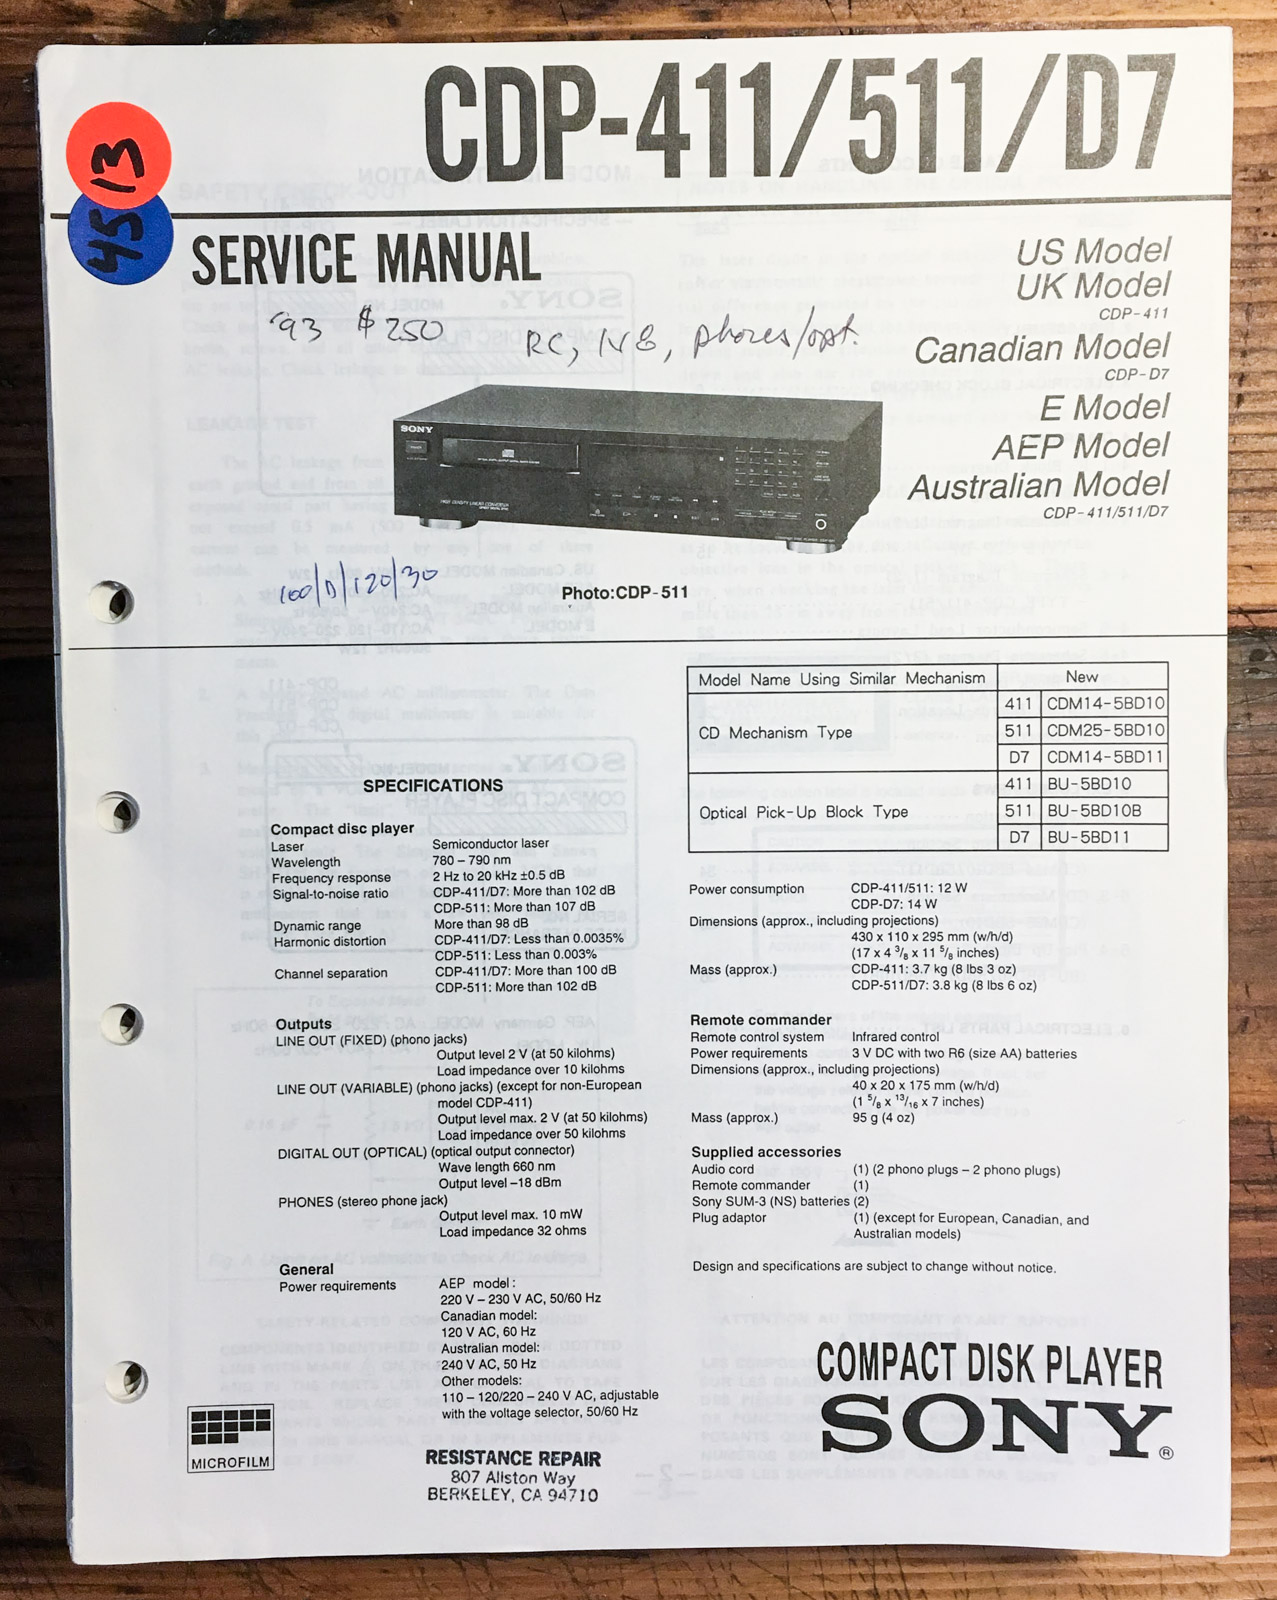 CDP-411/511/D7
13
45
SERVICE MANUAL
US Model
UK Model
CDP-411
Canadian Model
CDP-D7
E Model
AEP Model
Australian Model
CDP-411/511/D7
'93 $250 RC, 1VB, phones/opt.
SONY
100/D/120/30
Photo:CDP-511
Model Name Using Similar Mechanism New
CD Mechanism Type 411 CDM14-5BD10
511 CDM25-5BD10
D7 CDM14-5BD11
Optical Pick-Up Block Type 411 BU-5BD10
511 BU-5BD10B
D7 BU-5BD11
SPECIFICATIONS
Compact disc player
Laser Semiconductor laser
Wavelength 780 – 790 nm
Frequency response 2 Hz to 20 kHz ±0.5 dB
Signal-to-noise ratio CDP-411/D7: More than 102 dB
CDP-511: More than 107 dB
Dynamic range More than 98 dB
Harmonic distortion CDP-411/D7: Less than 0.0035%
CDP-511: Less than 0.003%
Channel separation CDP-411/D7: More than 100 dB
CDP-511: More than 102 dB
Outputs
LINE OUT (FIXED) (phono jacks)
Output level 2 V (at 50 kilohms)
Load impedance over 10 kilohms
LINE OUT (VARIABLE) (phono jacks) (except for non-European
model CDP-411)
Output level max. 2 V (at 50 kilohms)
Load impedance over 50 kilohms
DIGITAL OUT (OPTICAL) (optical output connector)
Wave length 660 nm
Output level –18 dBm
PHONES (stereo phone jack)
Output level max. 10 mW
Load impedance 32 ohms
General
Power requirements AEP model :
220 V – 230 V AC, 50/60 Hz
Canadian model:
120 V AC, 60 Hz
Australian model:
240 V AC, 50 Hz
Other models:
110 – 120/220 – 240 V AC, adjustable
with the voltage selector, 50/60 Hz
Power consumption CDP-411/511: 12 W
CDP-D7: 14 W
Dimensions (approx., including projections)
430 x 110 x 295 mm (w/h/d)
(17 x 4 3/8 x 11 5/8 inches)
Mass (approx.) CDP-411: 3.7 kg (8 lbs 3 oz)
CDP-511/D7: 3.8 kg (8 lbs 6 oz)
Remote commander
Remote control system Infrared control
Power requirements 3 V DC with two R6 (size AA) batteries
Dimensions (approx., including projections)
40 x 20 x 175 mm (w/h/d)
(1 5/8 x 13/16 x 7 inches)
Mass (approx.) 95 g (4 oz)
Supplied accessories
Audio cord (1) (2 phono plugs – 2 phono plugs)
Remote commander (1)
Sony SUM-3 (NS) batteries (2)
Plug adaptor (1) (except for European, Canadian, and
Australian models)
Design and specifications are subject to change without notice.
COMPACT DISK PLAYER
SONY®
MICROFILM
RESISTANCE REPAIR
807 Allston Way
BERKELEY, CA 94710